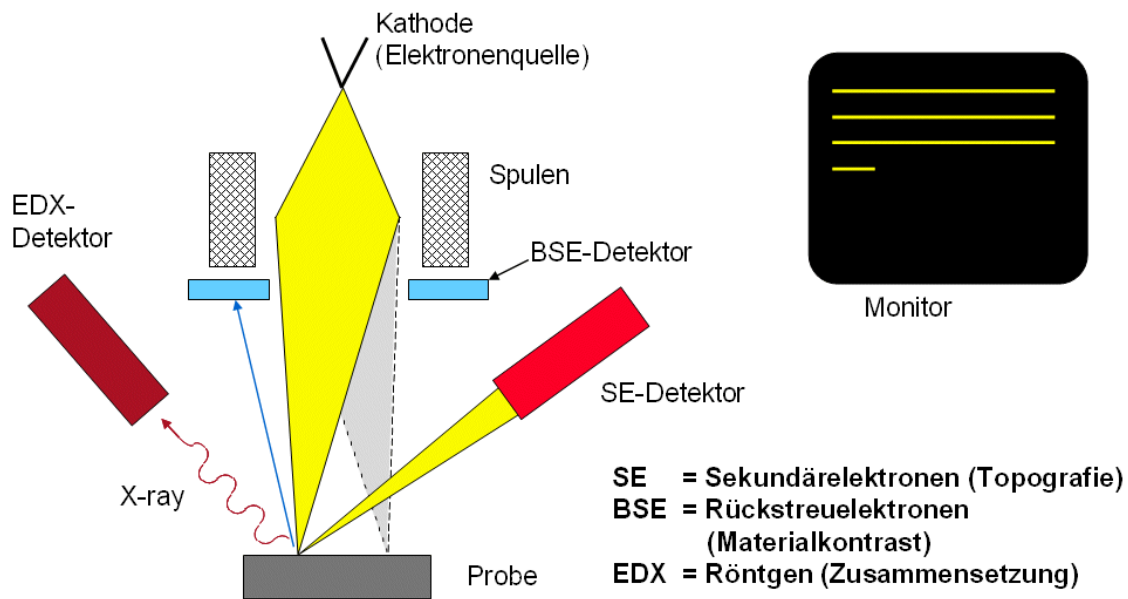 Kathode
(Elektronenquelle)
Spulen
EDX-
Detektor
BSE-Detektor
Monitor
SE-Detektor
X-ray
Probe
SE = Sekundärelektronen (Topografie)
BSE = Rückstreuelektronen
(Materialkontrast)
EDX = Röntgen (Zusammensetzung)